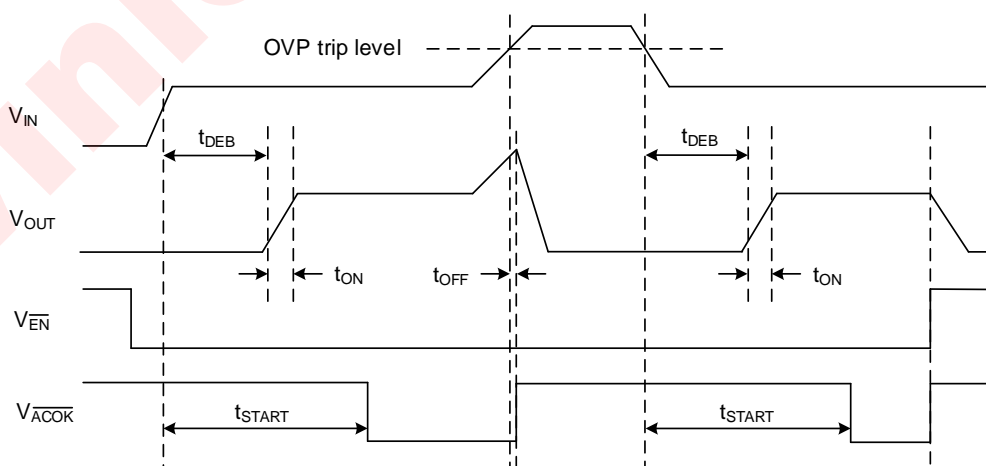 OVP trip level
VIN
tDEB
tDEB
VOUT
tON
tOFF
tON
VEN
VACOK
tSTART
tSTART